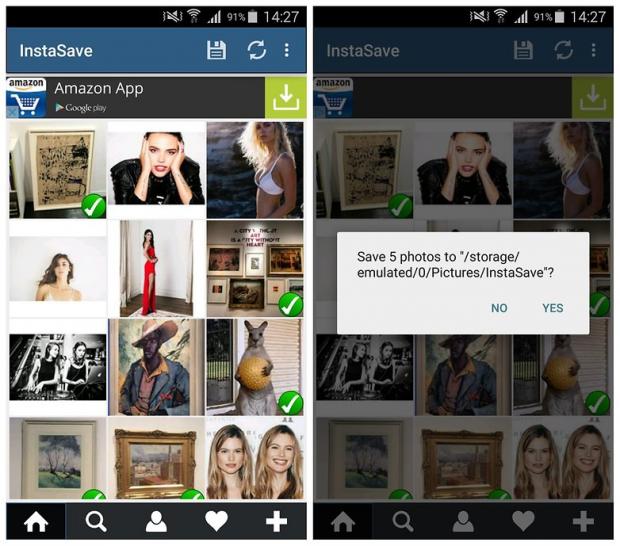 91% 14:27
InstaSave
amazon
Amazon App
Google play
A CITY WITHOUT
ART
IS A CITY WITHOUT
HEART
91% 14:27
InstaSave
amazon
Save 5 photos to "/storage/
emulated/0/Pictures/InstaSave"?
NO YES